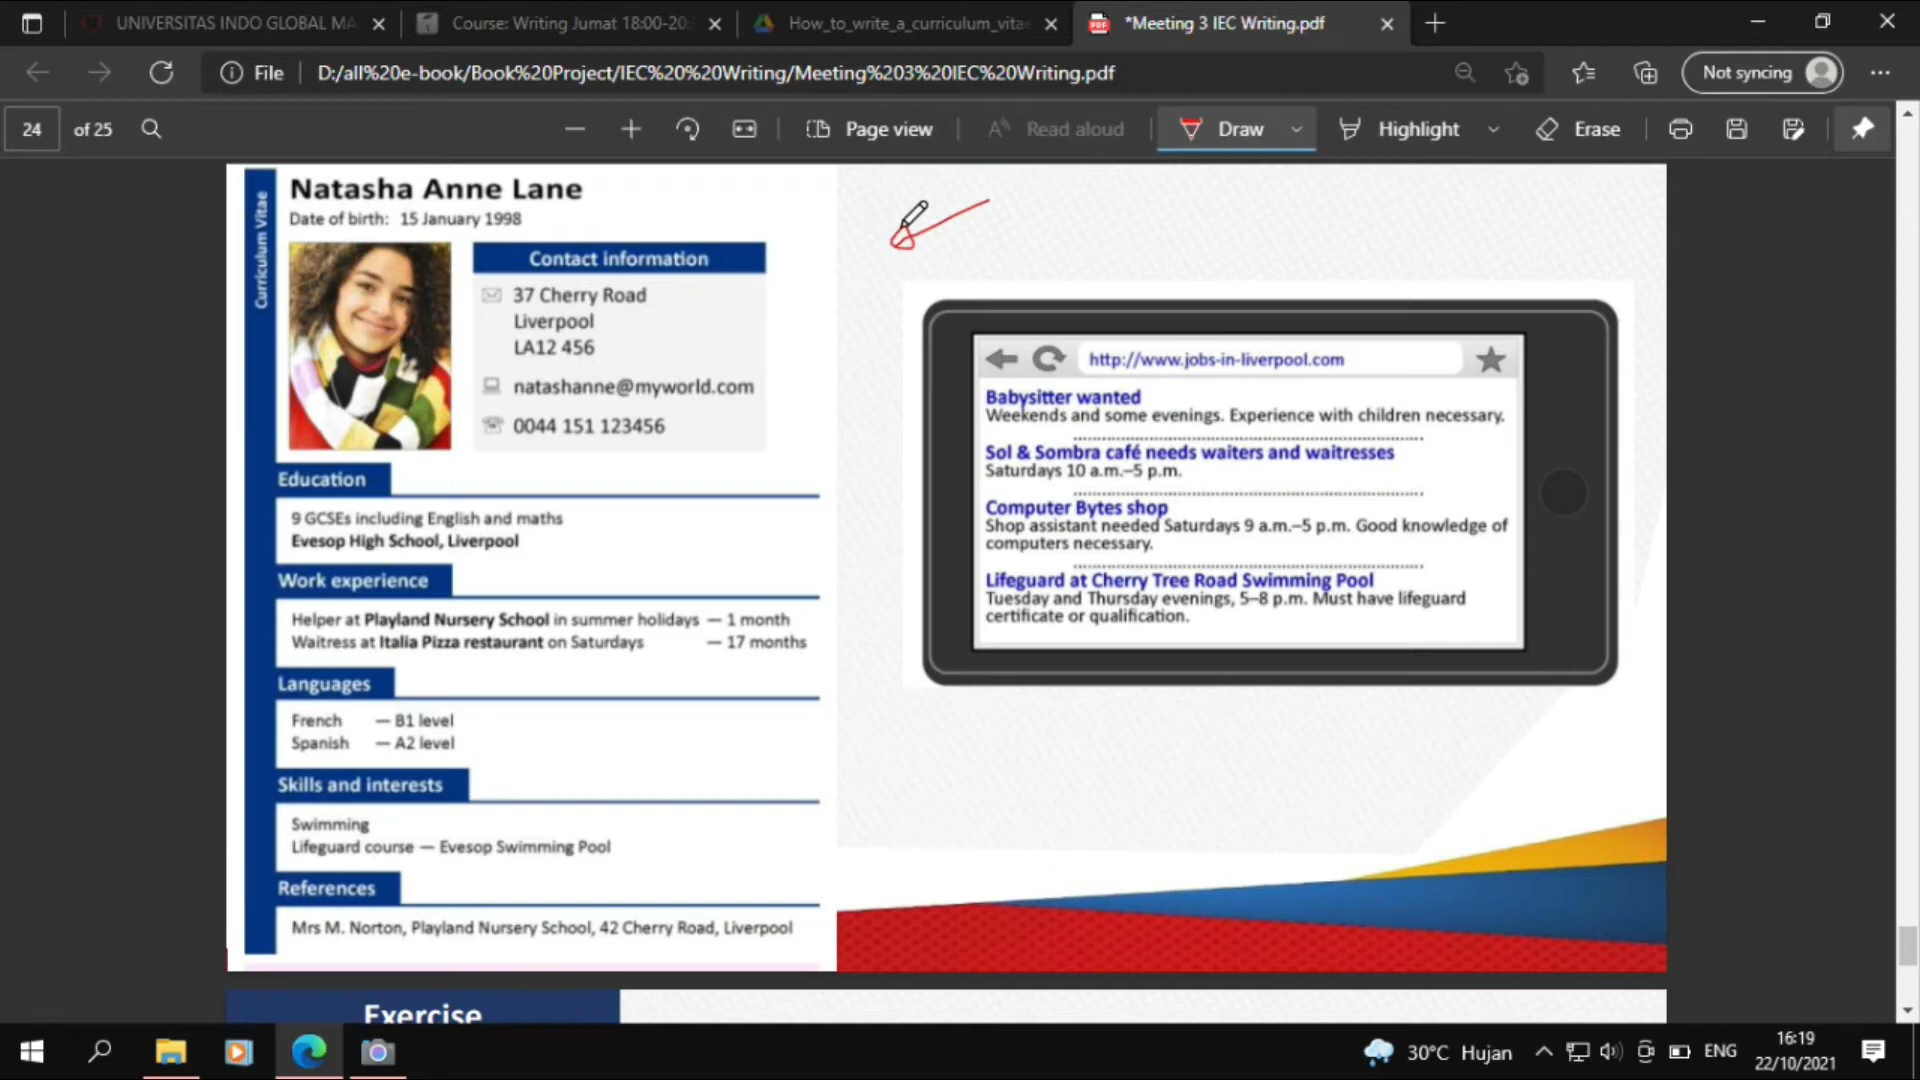 UNIVERSITAS INDO GLOBAL MA
Course: Writing Jumat 18:00-20:
How_to_write_a_curriculum_vitae
*Meeting 3 IEC Writing.pdf
File
D:/all%20e-book/Book%20Project/IEC%20%20Writing/Meeting%203%20IEC%20Writing.pdf
Not syncing
24 of 25
Page view
Read aloud
Draw
Highlight
Erase
Curriculum Vitae
Natasha Anne Lane
Date of birth: 15 January 1998
Contact information
37 Cherry Road
Liverpool
LA12 456
natashanne@myworld.com
0044 151 123456
Education
9 GCSEs including English and maths
Evesop High School, Liverpool
Work experience
Helper at Playland Nursery School in summer holidays — 1 month
Waitress at Italia Pizza restaurant on Saturdays — 17 months
Languages
French — B1 level
Spanish — A2 level
Skills and interests
Swimming
Lifeguard course — Evesop Swimming Pool
References
Mrs M. Norton, Playland Nursery School, 42 Cherry Road, Liverpool
http://www.jobs-in-liverpool.com
Babysitter wanted
Weekends and some evenings. Experience with children necessary.
Sol & Sombra café needs waiters and waitresses
Saturdays 10 a.m.–5 p.m.
Computer Bytes shop
Shop assistant needed Saturdays 9 a.m.–5 p.m. Good knowledge of
computers necessary.
Lifeguard at Cherry Tree Road Swimming Pool
Tuesday and Thursday evenings, 5–8 p.m. Must have lifeguard
certificate or qualification.
Exercise
30°C Hujan
ENG
16:19
22/10/2021